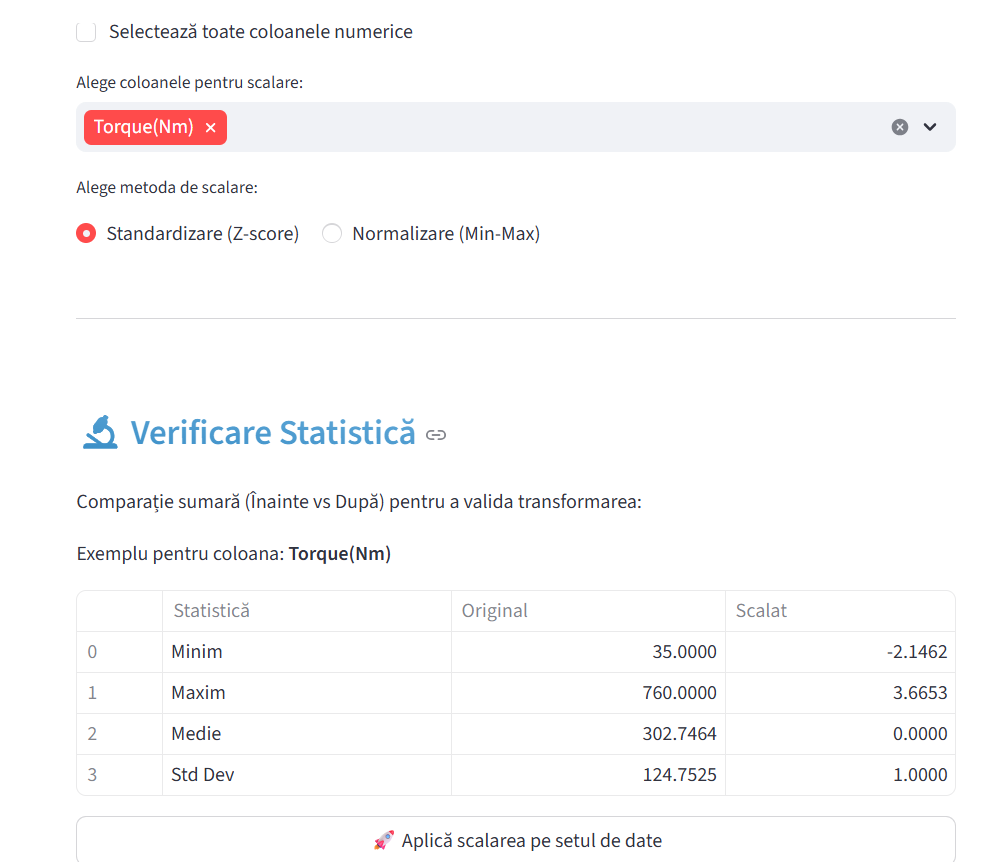 Selectează toate coloanele numerice
Alege coloanele pentru scalare:
Torque(Nm) ×
Alege metoda de scalare:
Standardizare (Z-score) Normalizare (Min-Max)
Verificare Statistică
Comparație sumară (Înainte vs După) pentru a valida transformarea:
Exemplu pentru coloana: Torque(Nm)
Statistică Original Scalat
0 Minim 35.0000 -2.1462
1 Maxim 760.0000 3.6653
2 Medie 302.7464 0.0000
3 Std Dev 124.7525 1.0000
🚀 Aplică scalarea pe setul de date